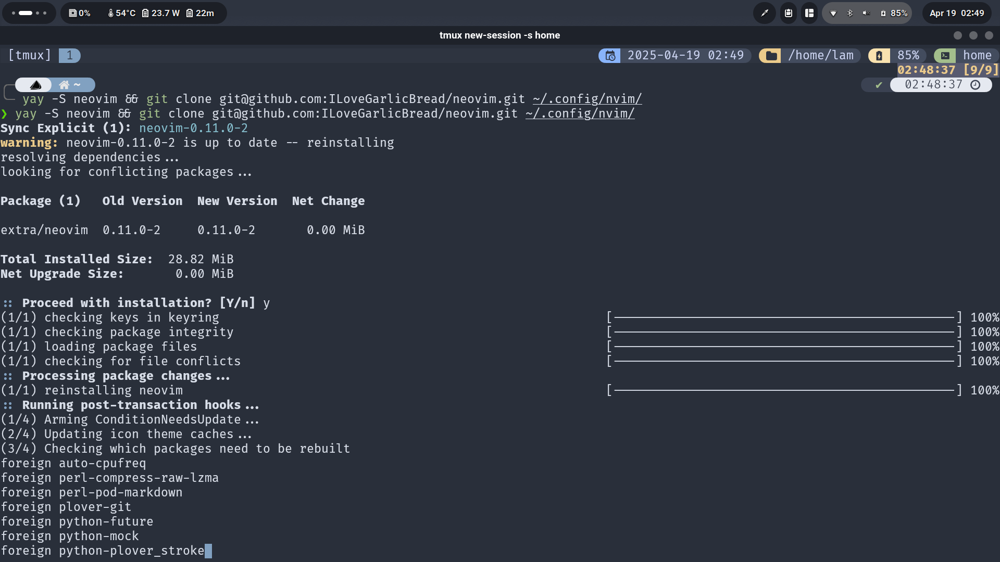 0% 54°C 23.7 W 22m 85% Apr 19 02:49
tmux new-session -s home
[tmux] 1 2025-04-19 02:49 /home/lam 85% home
02:48:37 [9/9]
~ ✔ 02:48:37
yay -S neovim && git clone git@github.com:ILoveGarlicBread/neovim.git ~/.config/nvim/
❯ yay -S neovim && git clone git@github.com:ILoveGarlicBread/neovim.git ~/.config/nvim/
Sync Explicit (1): neovim-0.11.0-2
warning: neovim-0.11.0-2 is up to date -- reinstalling
resolving dependencies...
looking for conflicting packages...
Package (1) Old Version New Version Net Change
extra/neovim 0.11.0-2 0.11.0-2 0.00 MiB
Total Installed Size: 28.82 MiB
Net Upgrade Size: 0.00 MiB
:: Proceed with installation? [Y/n] y
(1/1) checking keys in keyring [----------] 100%
(1/1) checking package integrity [----------] 100%
(1/1) loading package files [----------] 100%
(1/1) checking for file conflicts [----------] 100%
:: Processing package changes...
(1/1) reinstalling neovim [----------] 100%
:: Running post-transaction hooks...
(1/4) Arming ConditionNeedsUpdate...
(2/4) Updating icon theme caches...
(3/4) Checking which packages need to be rebuilt
foreign auto-cpufreq
foreign perl-compress-raw-lzma
foreign perl-pod-markdown
foreign plover-git
foreign python-future
foreign python-mock
foreign python-plover_stroke